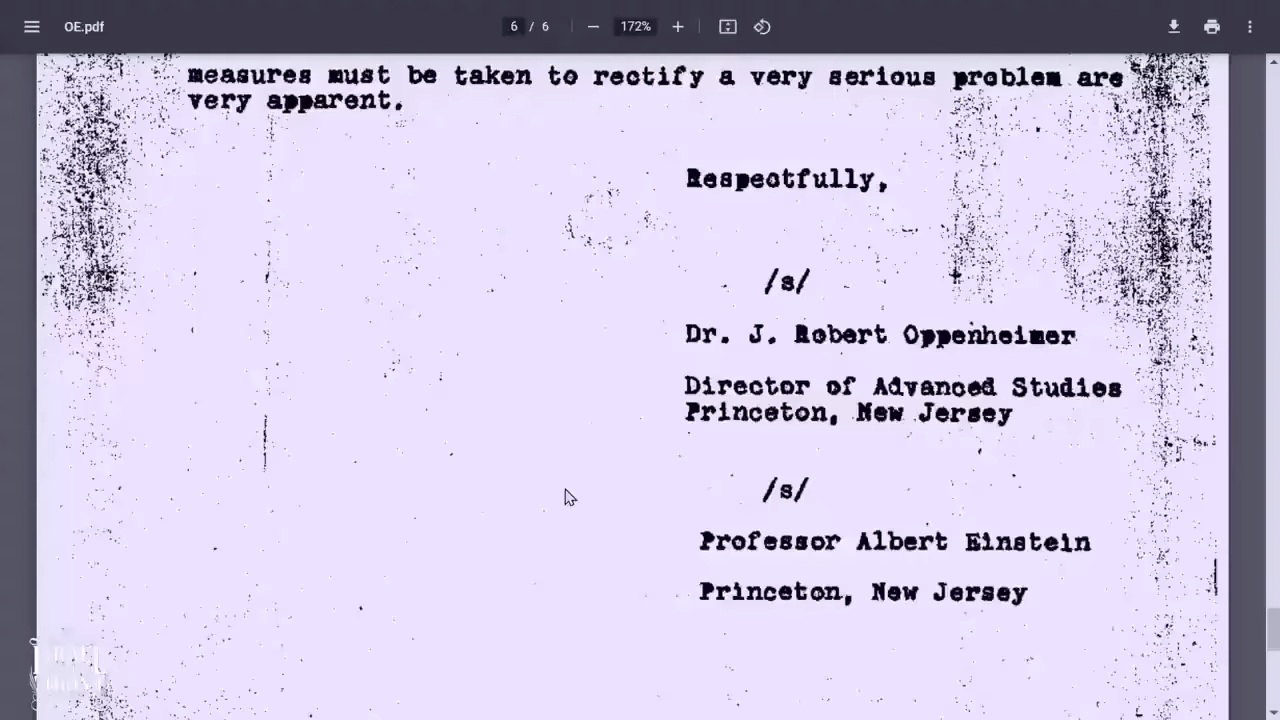 OE.pdf
6 / 6
172%
measures must be taken to rectify a very serious problem are
very apparent.
Respectfully,
/s/
Dr. J. Robert Oppenheimer
Director of Advanced Studies
Princeton, New Jersey
/s/
Professor Albert Einstein
Princeton, New Jersey